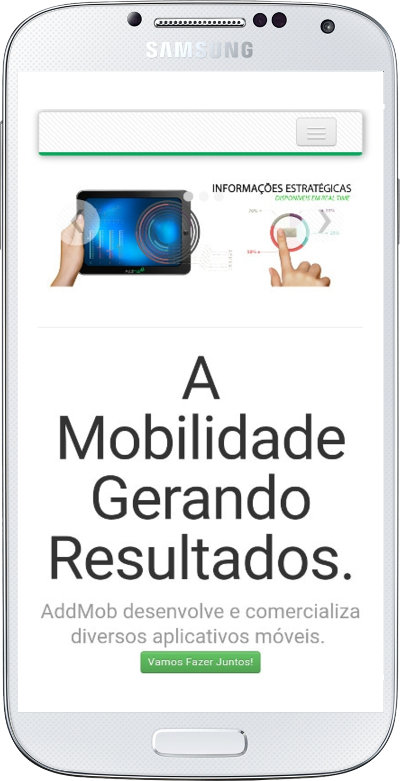 SAMSUNG
INFORMAÇÕES ESTRATÉGICAS
DISPONÍVEIS EM REAL TIME
A
Mobilidade
Gerando
Resultados.
AddMob desenvolve e comercializa
diversos aplicativos móveis.
Vamos Fazer Juntos!